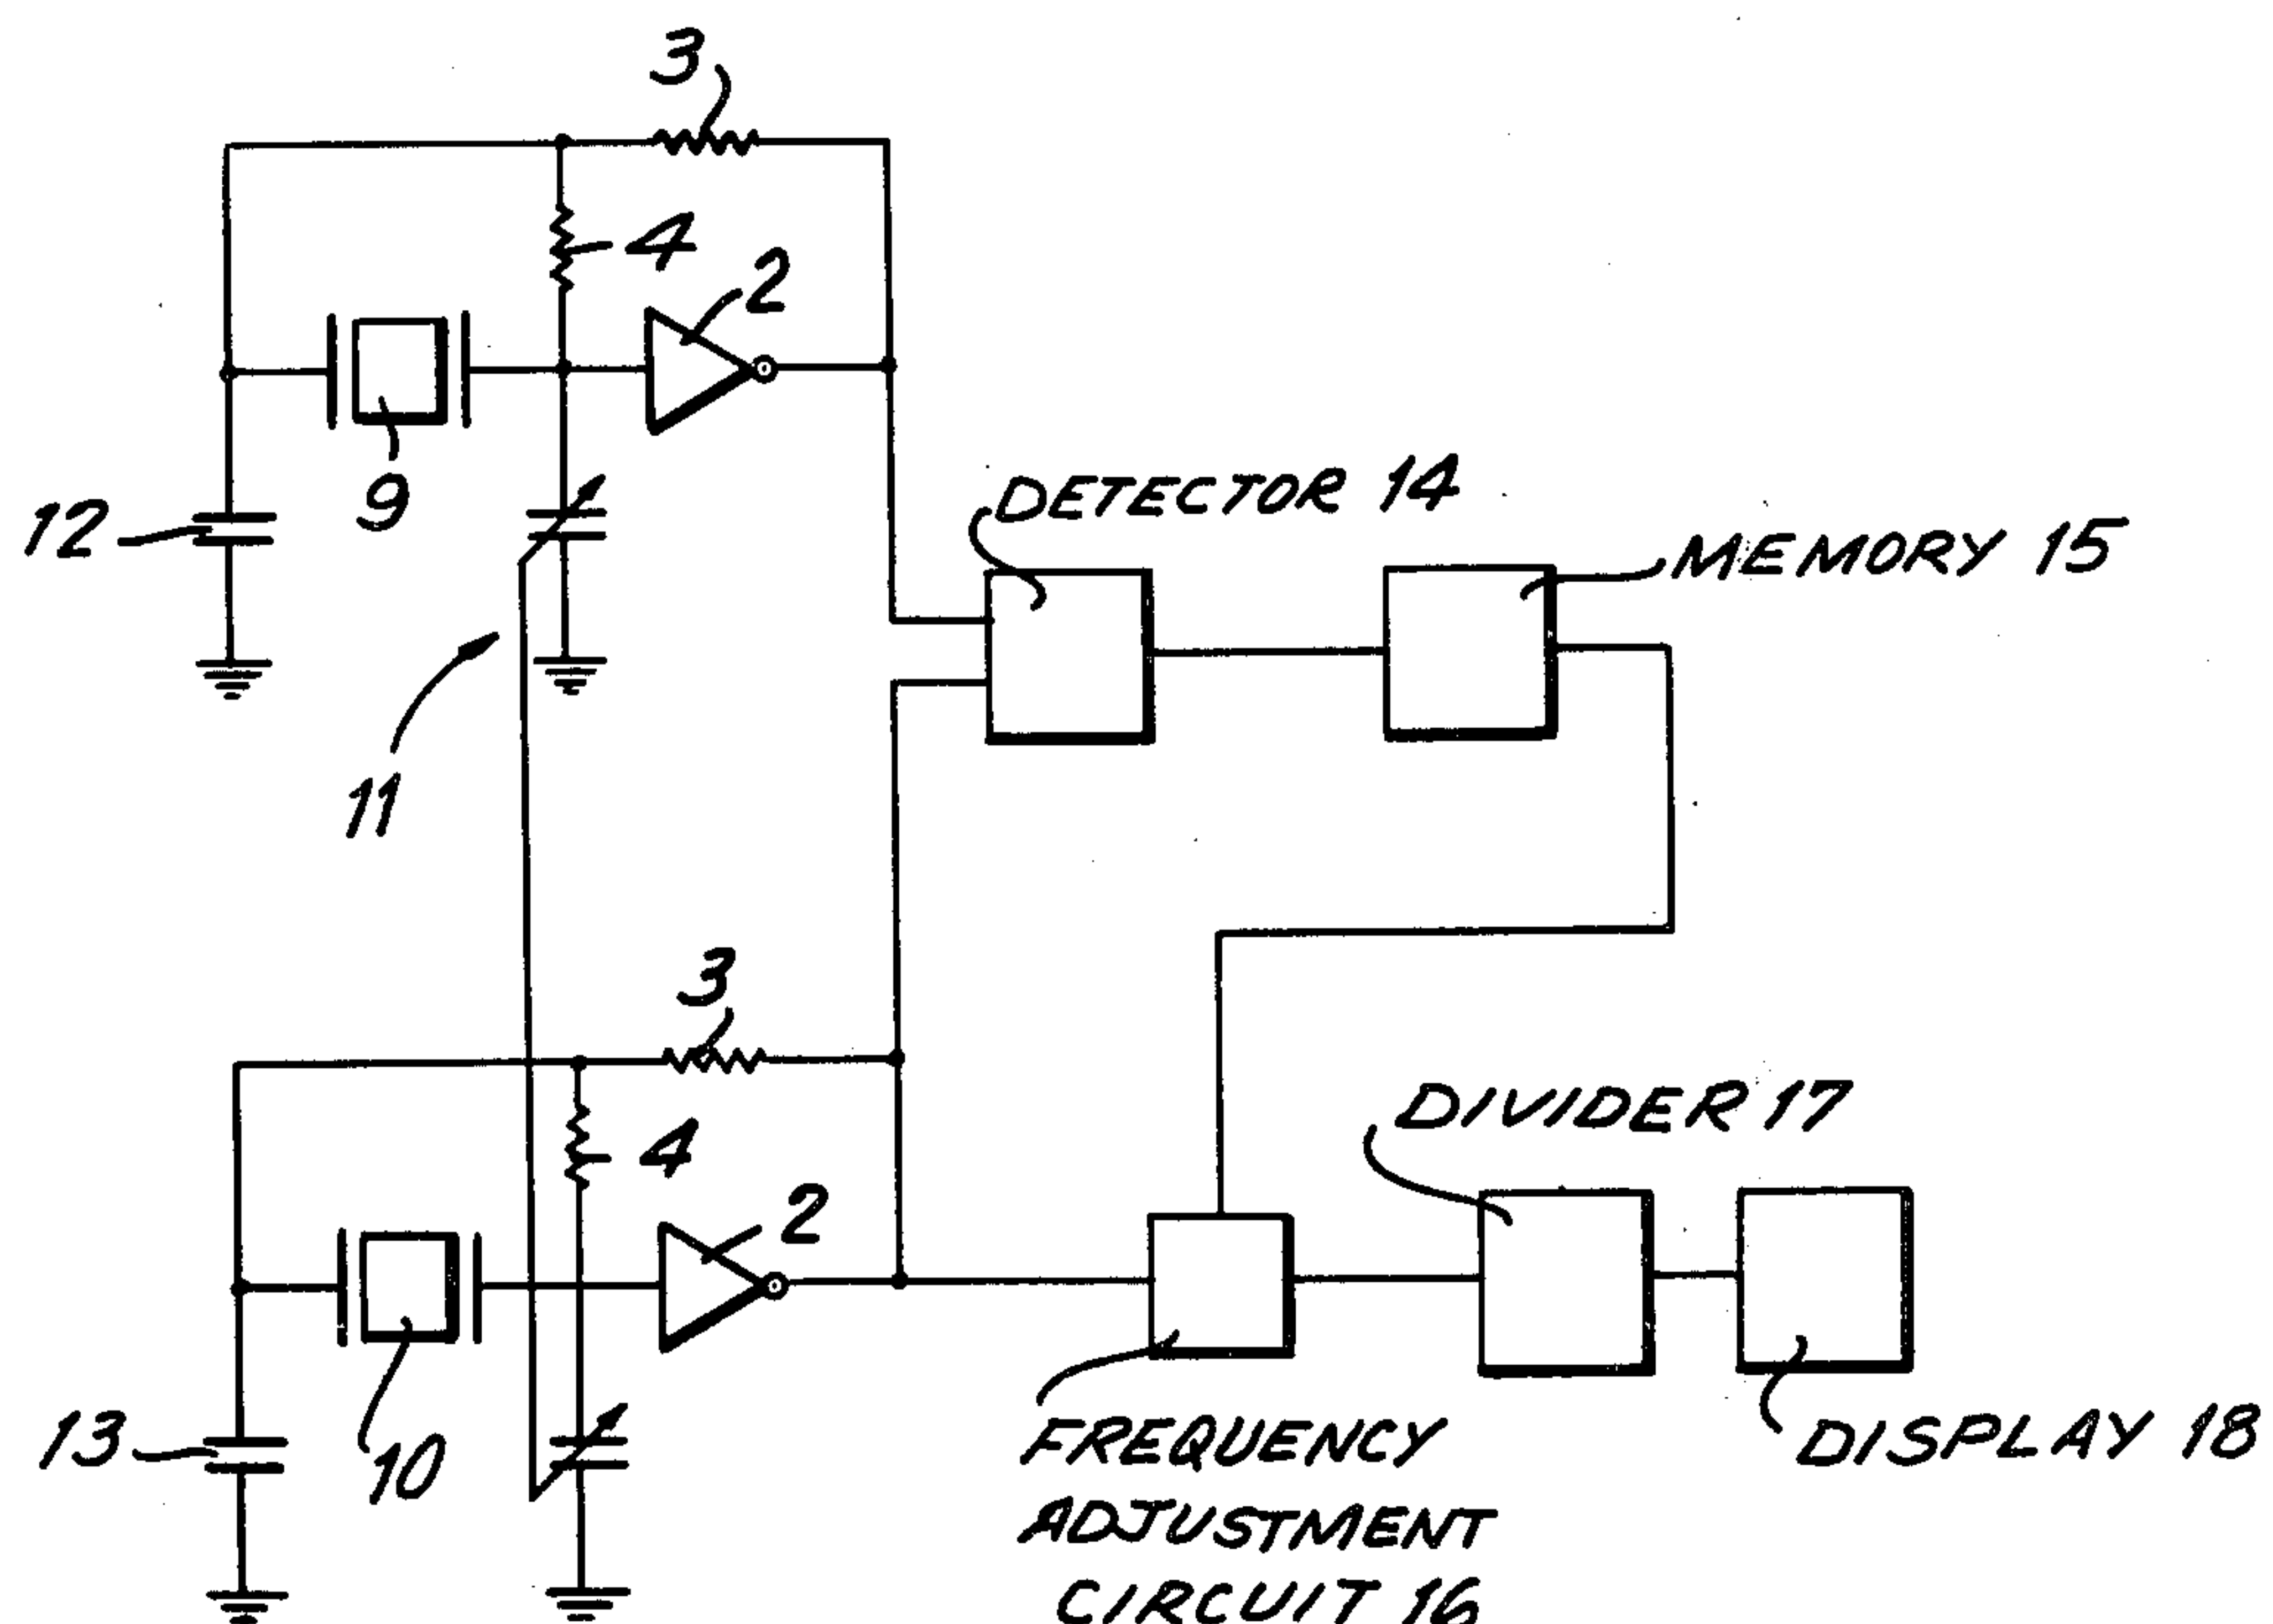 3
4
2
9
12
DETECTOR 14
MEMORY 15
11
3
4
2
DIVIDER 17
13
10
FREQUENCY
ADJUSTMENT
CIRCUIT 16
DISPLAY 18